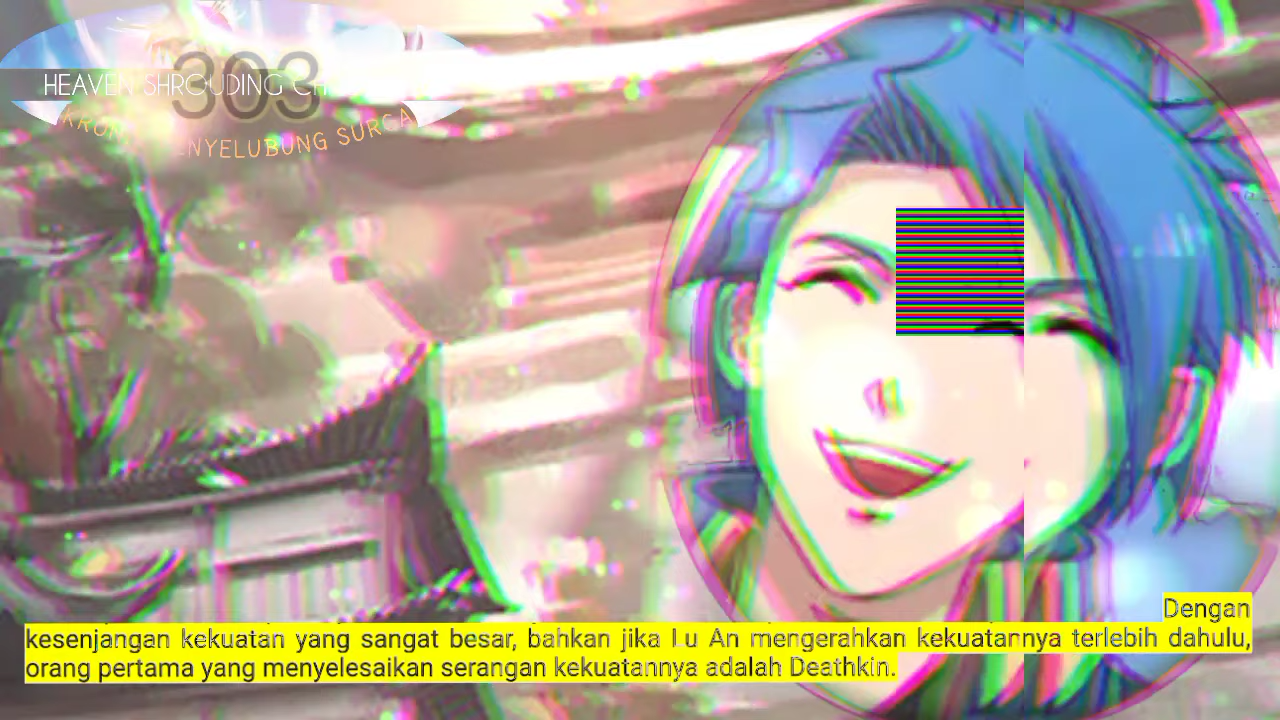 303
HEAVEN SHROUDING
NYELUBUNG SURGA
Dengan
kesenjangan kekuatan yang sangat besar, bahkan jika Lu An mengerahkan kekuatannya terlebih dahulu,
orang pertama yang menyelesaikan serangan kekuatannya adalah Deathkin.